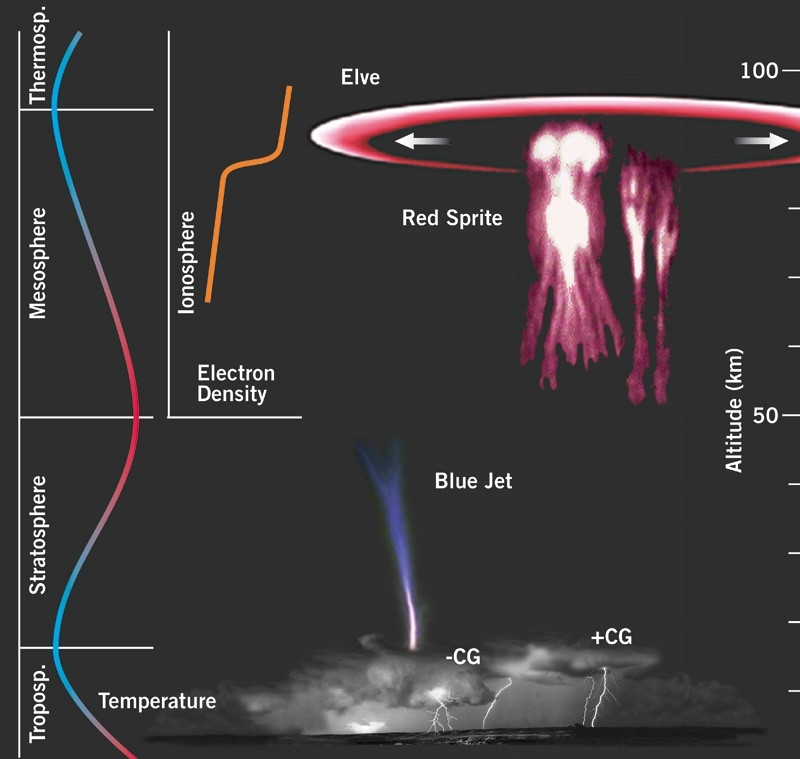 Thermosp.
Mesosphere
Stratosphere
Troposp.
Temperature
Ionosphere
Electron
Density
Elve
Red Sprite
Blue Jet
-CG
+CG
100
50
Altitude (km)